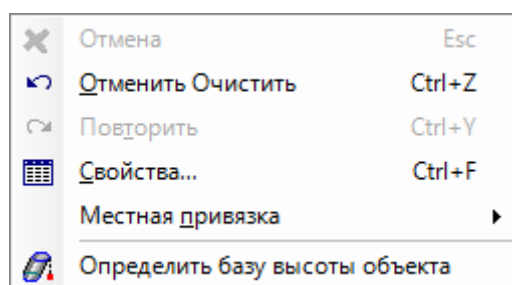 Отмена Esc
Отменить Очистить Ctrl+Z
Повторить Ctrl+Y
Свойства... Ctrl+F
Местная привязка
Определить базу высоты объекта